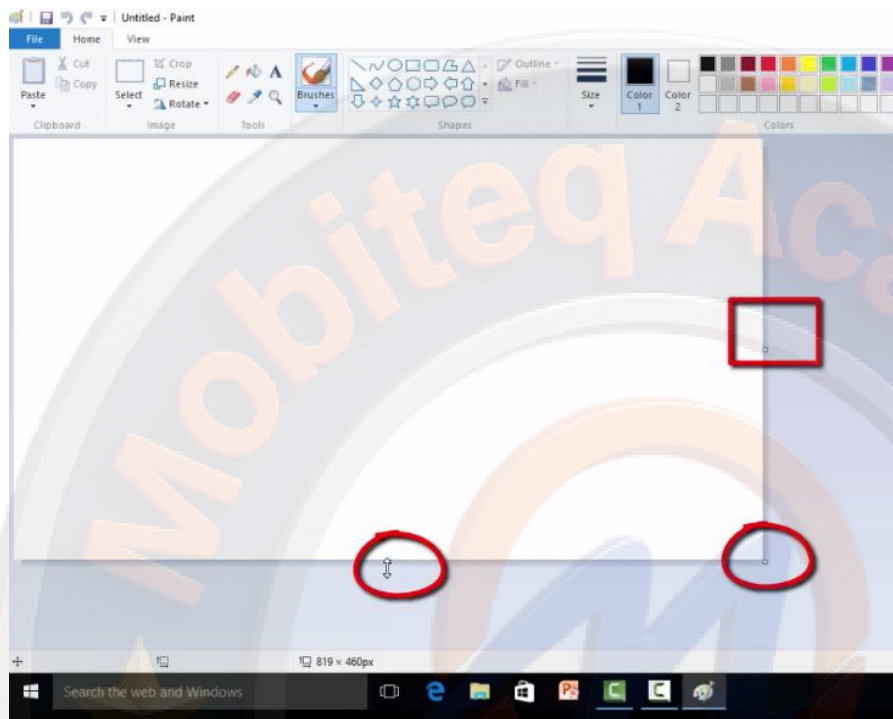 Untitled - Paint
File Home View
Cut
Copy
Paste
Clipboard
Crop
Resize
Rotate
Select
Image
A
Tools
Brushes
Outline
Fill
Shapes
Size
Color 1
Color 2
Colors
Mobiteq Aca
819 × 460px
Search the web and Windows